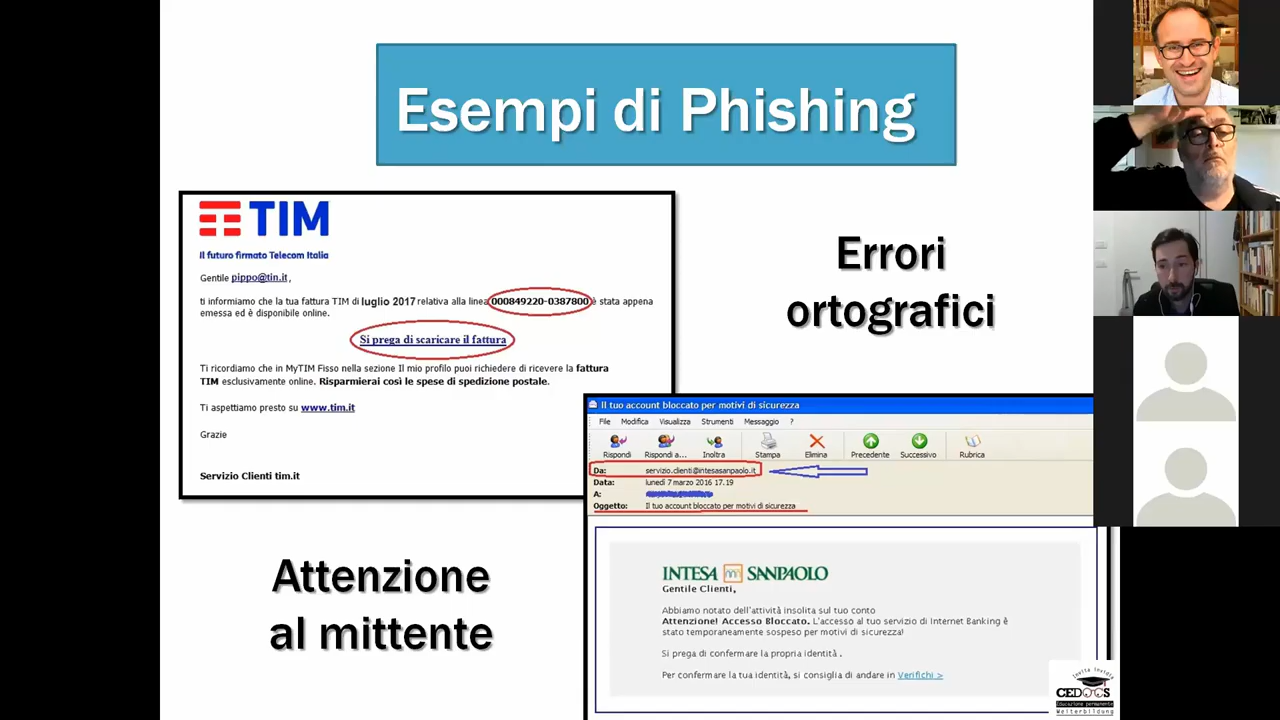 Esempi di Phishing
TIM
Il futuro firmato Telecom Italia
Gentile pippo@tin.it ,
ti informiamo che la tua fattura TIM di luglio 2017 relativa alla linea 000849220-0387800 è stata appena
emessa ed è disponibile online.
Si prega di scaricare il fattura
Ti ricordiamo che in MyTIM Fisso nella sezione Il mio profilo puoi richiedere di ricevere la fattura
TIM esclusivamente online. Risparmierai così le spese di spedizione postale.
Ti aspettiamo presto su www.tim.it
Grazie
Servizio Clienti tim.it
Errori
ortografici
Attenzione
al mittente
Il tuo account bloccato per motivi di sicurezza
File Modifica Visualizza Strumenti Messaggio ?
Rispondi Rispondi a... Inoltra Stampa Elimina Precedente Successivo Rubrica
Da: servizio.clienti@intesasanpaolo.it
Data: lunedì 7 marzo 2016 17.19
A:
Oggetto: Il tuo account bloccato per motivi di sicurezza
INTESA SANPAOLO
Gentile Clienti,
Abbiamo notato dell'attività insolita sul tuo conto
Attenzione! Accesso Bloccato. L'accesso al tuo servizio di Internet Banking è
stato temporaneamente sospeso per motivi di sicurezza!
Si prega di confermare la propria identità .
Per confermare la tua identità, si consiglia di andare in Verifichi >
CEDOCS
Educazione permanente
Weiterbildung